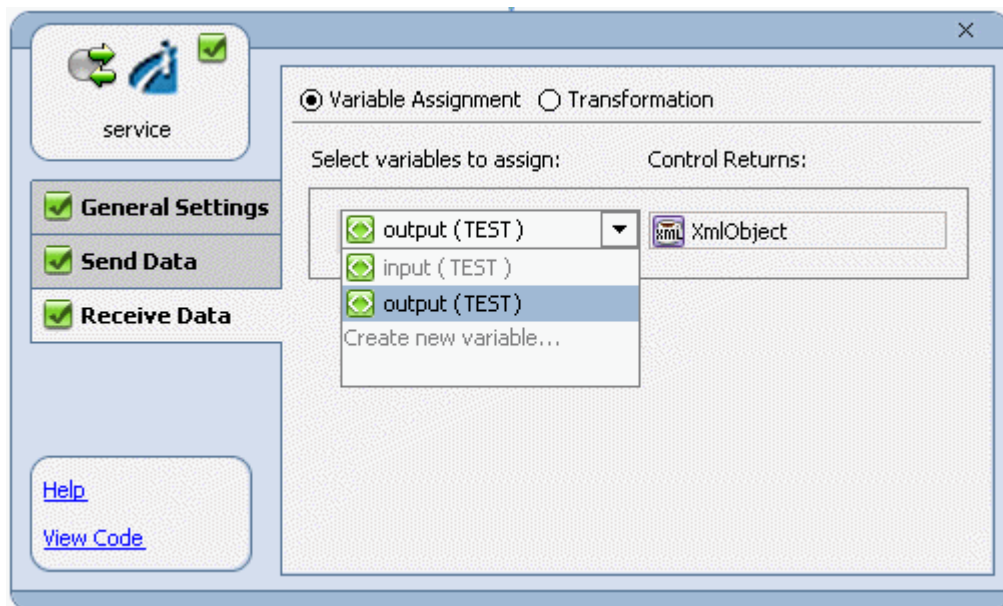 service
Variable Assignment Transformation
Select variables to assign: Control Returns:
output ( TEST ) XmlObject
input ( TEST )
output ( TEST )
Create new variable...
General Settings
Send Data
Receive Data
Help
View Code